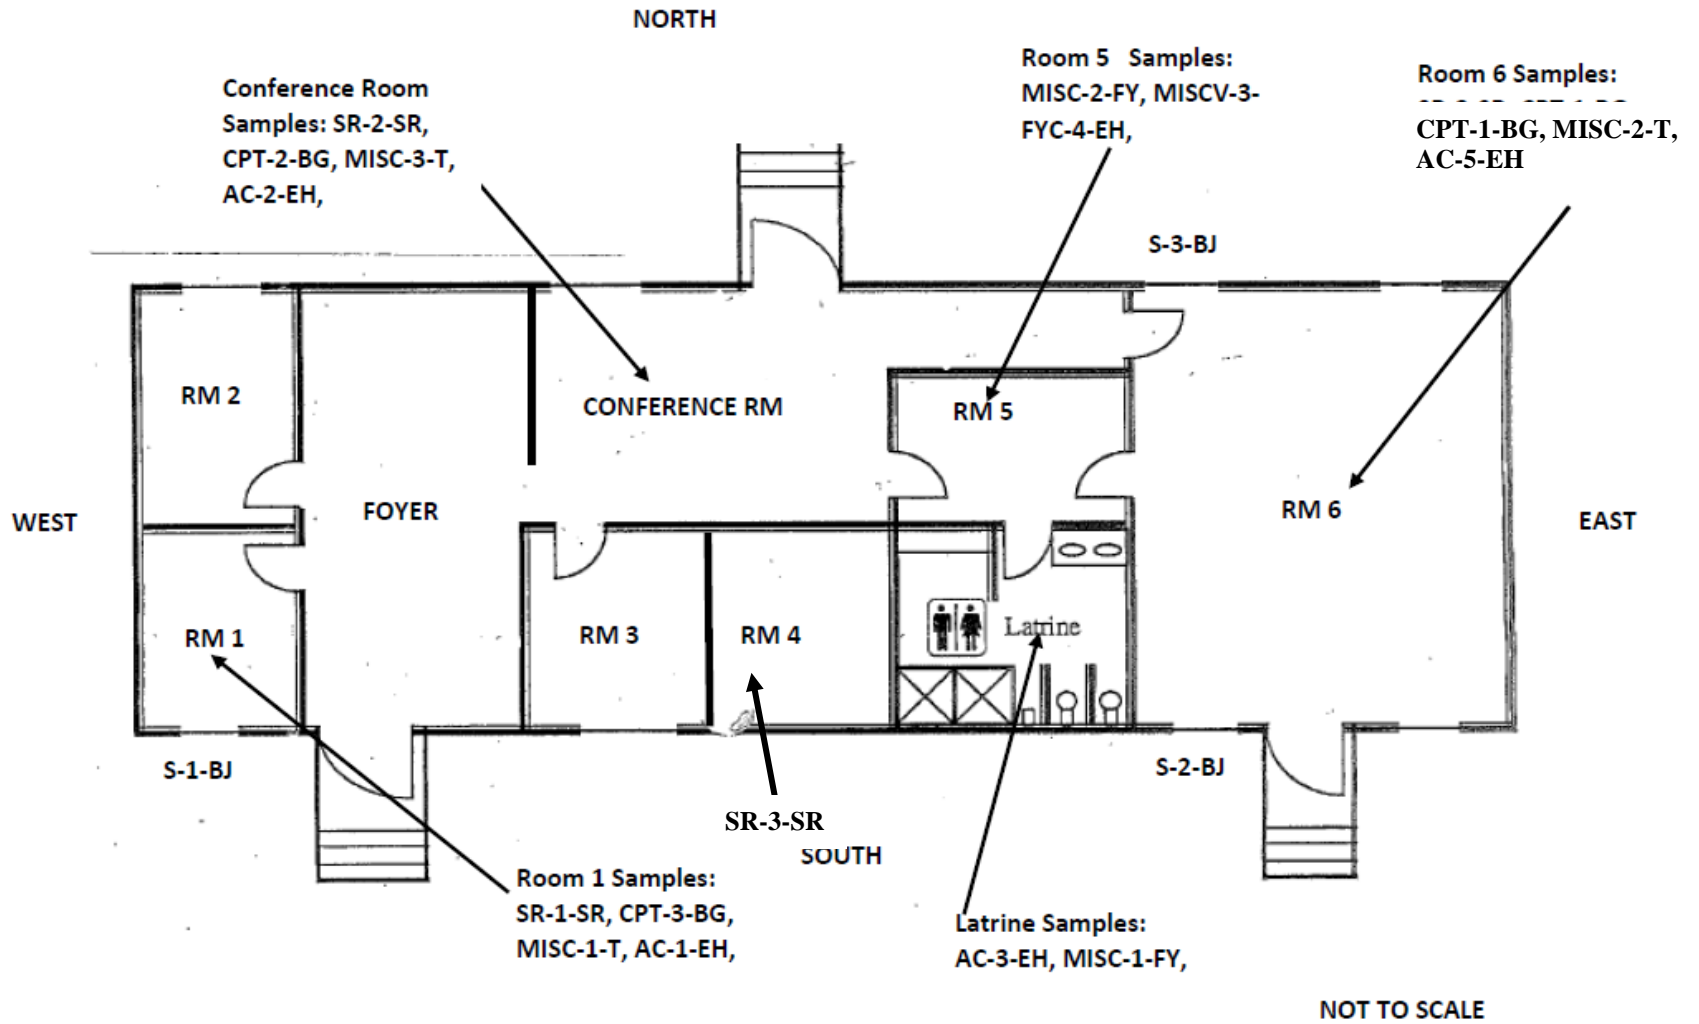 NORTH
Conference Room
Samples: SR-2-SR,
CPT-2-BG, MISC-3-T,
AC-2-EH,
Room 5 Samples:
MISC-2-FY, MISCV-3-
FYC-4-EH,
Room 6 Samples:
CPT-1-BG, MISC-2-T,
AC-5-EH
S-3-BJ
RM 2
CONFERENCE RM
RM 5
WEST
FOYER
RM 6
EAST
RM 1
RM 3
RM 4
Latrine
S-1-BJ
S-2-BJ
SR-3-SR
SOUTH
Room 1 Samples:
SR-1-SR, CPT-3-BG,
MISC-1-T, AC-1-EH,
Latrine Samples:
AC-3-EH, MISC-1-FY,
NOT TO SCALE